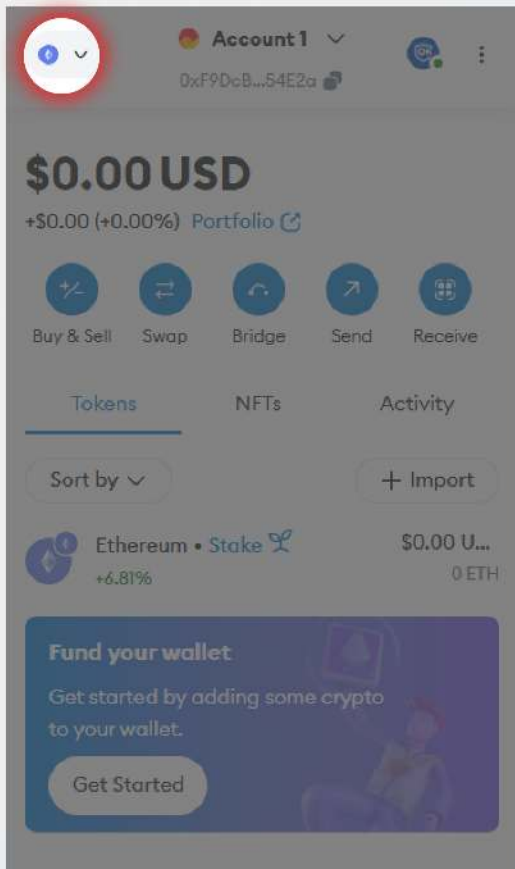 Account 1
0xF9DcB...54E2a
$0.00 USD
+$0.00 (+0.00%) Portfolio
Buy & Sell Swap Bridge Send Receive
Tokens NFTs Activity
Sort by + Import
Ethereum • Stake $0.00 U...
+6.81% 0 ETH
Fund your wallet
Get started by adding some crypto
to your wallet.
Get Started